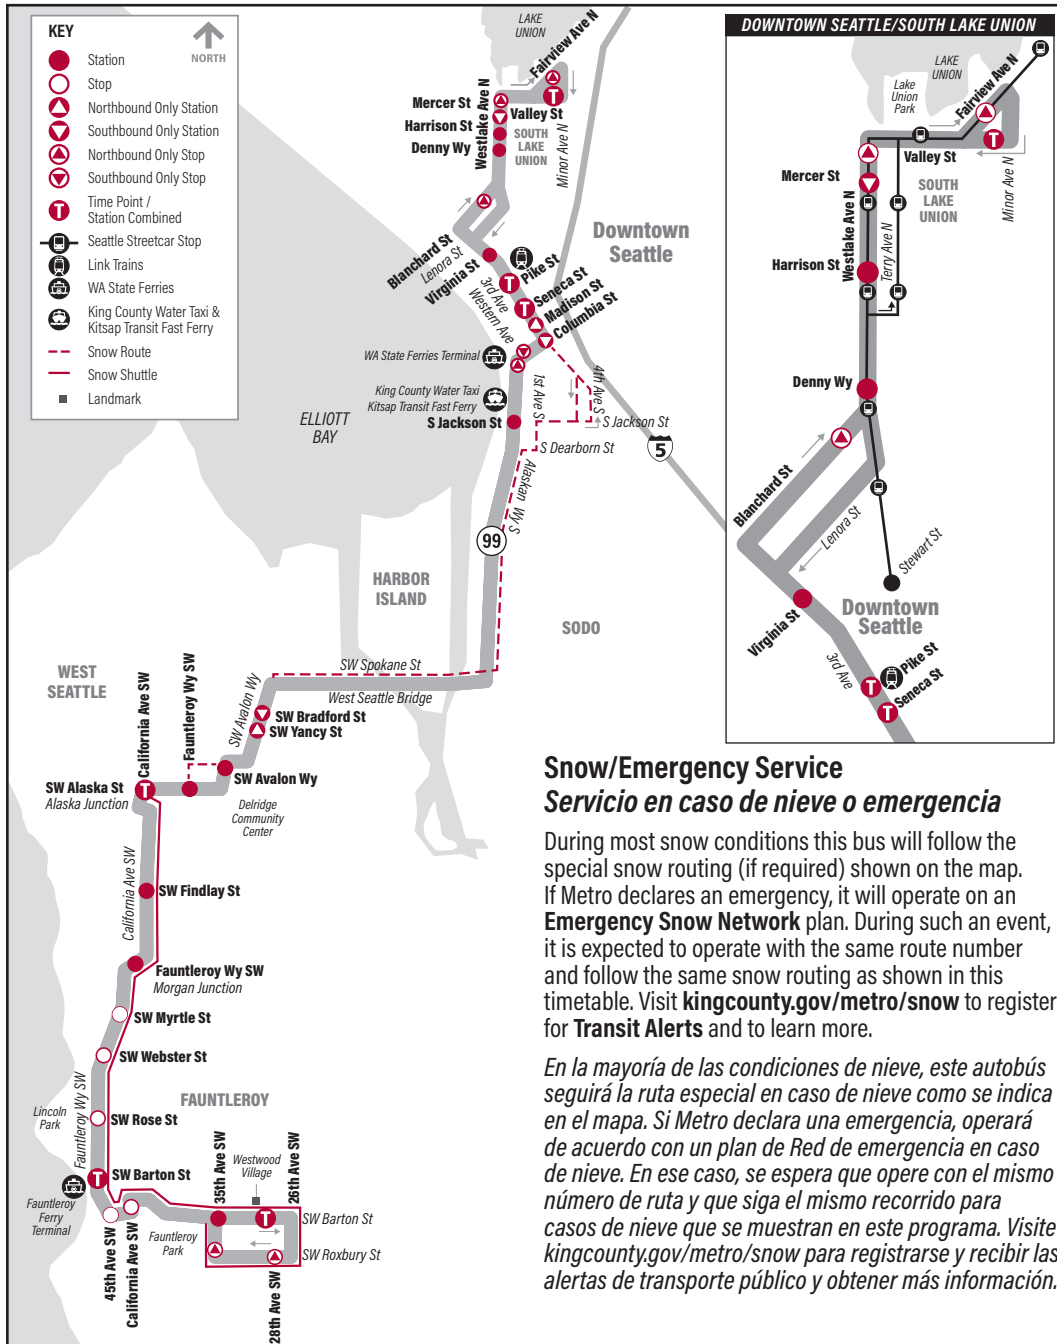 KEY
NORTH
Station
Stop
Northbound Only Station
Southbound Only Station
Northbound Only Stop
Southbound Only Stop
T
Time Point /
Station Combined
Seattle Streetcar Stop
Link Trains
WA State Ferries
King County Water Taxi &
Kitsap Transit Fast Ferry
Snow Route
Snow Shuttle
Landmark
LAKE
UNION
Fairview Ave N
Mercer St
T
Valley St
Harrison St
Westlake Ave N
SOUTH
LAKE
UNION
Denny Wy
Minor Ave N
Downtown
Seattle
Blanchard St
Lenora St
Virginia St
T
Pike St
3rd Ave
T
Seneca St
Western Ave
Madison St
Columbia St
WA State Ferries Terminal
King County Water Taxi
Kitsap Transit Fast Ferry
1st Ave S
4th Ave S
S Jackson St
S Jackson St
ELLIOTT
BAY
S Dearborn St
5
Alaskan Wy S
99
HARBOR
ISLAND
SODO
SW Spokane St
West Seattle Bridge
WEST
SEATTLE
California Ave SW
Fauntleroy Wy SW
SW Avalon Wy
SW Bradford St
SW Yancy St
SW Avalon Wy
SW Alaska St
Alaska Junction
T
Delridge
Community
Center
California Ave SW
SW Findlay St
Fauntleroy Wy SW
Morgan Junction
SW Myrtle St
SW Webster St
Fauntleroy Wy SW
Lincoln
Park
SW Rose St
FAUNTLEROY
T
SW Barton St
Fauntleroy
Ferry
Terminal
45th Ave SW
California Ave SW
Fauntleroy
Park
35th Ave SW
Westwood
Village
26th Ave SW
T
SW Barton St
SW Roxbury St
28th Ave SW
DOWNTOWN SEATTLE/SOUTH LAKE UNION
LAKE
UNION
Lake
Union
Park
Fairview Ave N
T
Valley St
Mercer St
SOUTH
LAKE
UNION
Minor Ave N
Westlake Ave N
Terry Ave N
Harrison St
Denny Wy
Blanchard St
Lenora St
Stewart St
Downtown
Seattle
Virginia St
3rd Ave
T
Pike St
T
Seneca St
Snow/Emergency Service
Servicio en caso de nieve o emergencia
During most snow conditions this bus will follow the
special snow routing (if required) shown on the map.
If Metro declares an emergency, it will operate on an
Emergency Snow Network plan. During such an event,
it is expected to operate with the same route number
and follow the same snow routing as shown in this
timetable. Visit kingcounty.gov/metro/snow to register
for Transit Alerts and to learn more.
En la mayoría de las condiciones de nieve, este autobús
seguirá la ruta especial en caso de nieve como se indica
en el mapa. Si Metro declara una emergencia, operará
de acuerdo con un plan de Red de emergencia en caso
de nieve. En ese caso, se espera que opere con el mismo
número de ruta y que siga el mismo recorrido para
casos de nieve que se muestran en este programa. Visite
kingcounty.gov/metro/snow para registrarse y recibir las
alertas de transporte público y obtener más información.